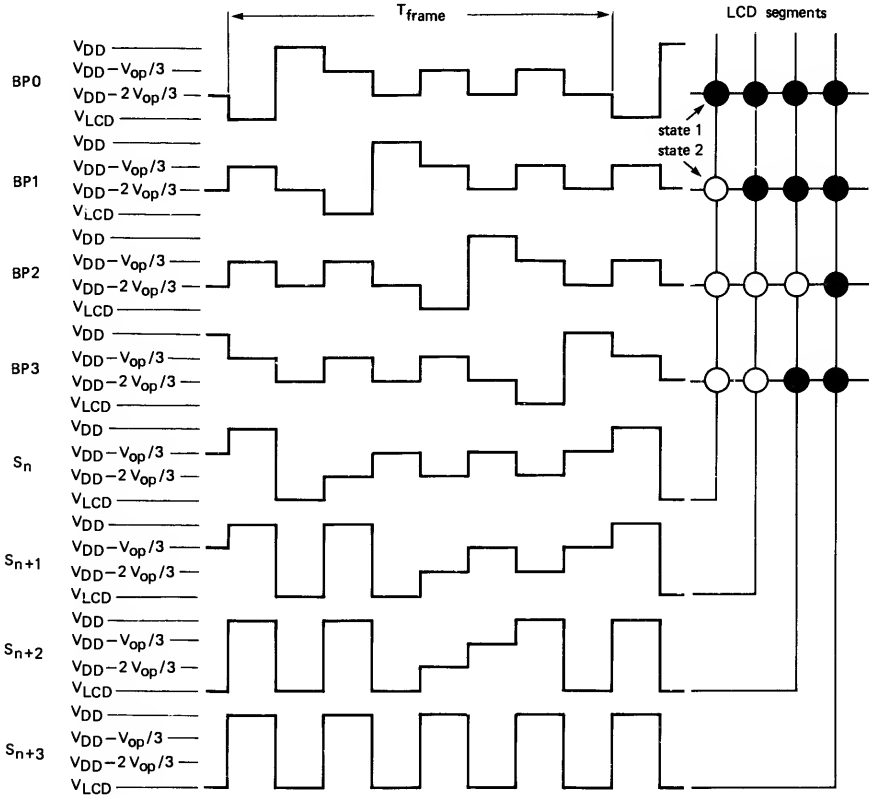 T_frame
LCD segments
BP0
V_DD
V_DD − V_op/3
V_DD − 2 V_op/3
V_LCD
state 1
state 2
BP1
V_DD
V_DD − V_op/3
V_DD − 2 V_op/3
V_LCD
BP2
V_DD
V_DD − V_op/3
V_DD − 2 V_op/3
V_LCD
BP3
V_DD
V_DD − V_op/3
V_DD − 2 V_op/3
V_LCD
S_n
V_DD
V_DD − V_op/3
V_DD − 2 V_op/3
V_LCD
S_n+1
V_DD
V_DD − V_op/3
V_DD − 2 V_op/3
V_LCD
S_n+2
V_DD
V_DD − V_op/3
V_DD − 2 V_op/3
V_LCD
S_n+3
V_DD
V_DD − V_op/3
V_DD − 2 V_op/3
V_LCD